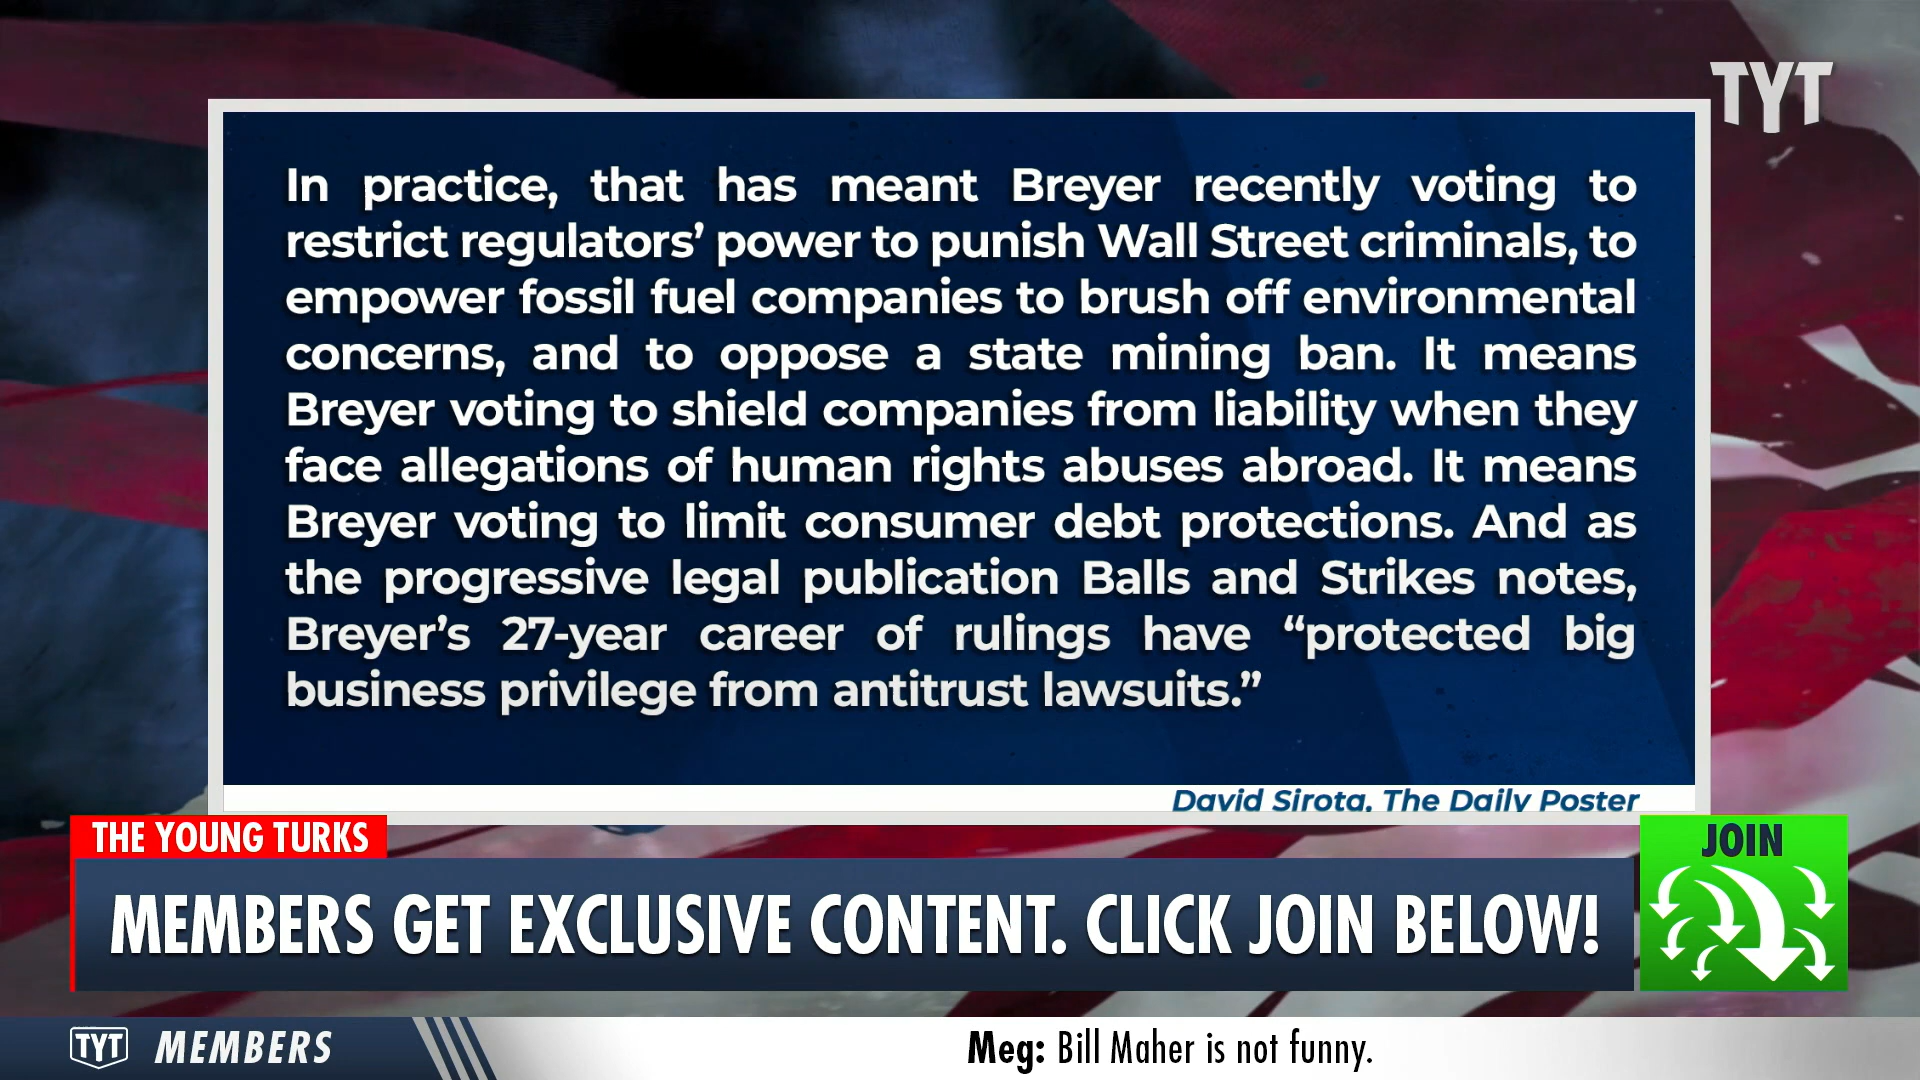 TYT
In practice, that has meant Breyer recently voting to
restrict regulators’ power to punish Wall Street criminals, to
empower fossil fuel companies to brush off environmental
concerns, and to oppose a state mining ban. It means
Breyer voting to shield companies from liability when they
face allegations of human rights abuses abroad. It means
Breyer voting to limit consumer debt protections. And as
the progressive legal publication Balls and Strikes notes,
Breyer’s 27-year career of rulings have “protected big
business privilege from antitrust lawsuits.”
David Sirota, The Daily Poster
THE YOUNG TURKS
MEMBERS GET EXCLUSIVE CONTENT. CLICK JOIN BELOW!
JOIN
TYT MEMBERS
Meg: Bill Maher is not funny.